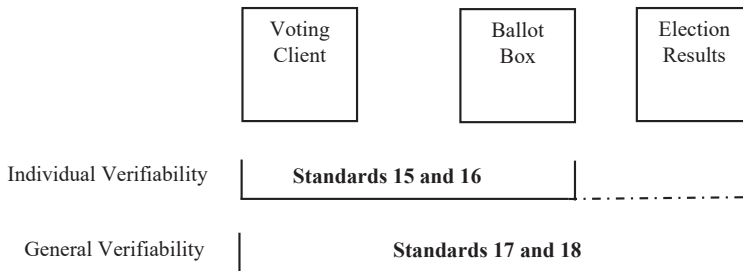 Voting
Client
Ballot
Box
Election
Results
Individual Verifiability
Standards 15 and 16
General Verifiability
Standards 17 and 18